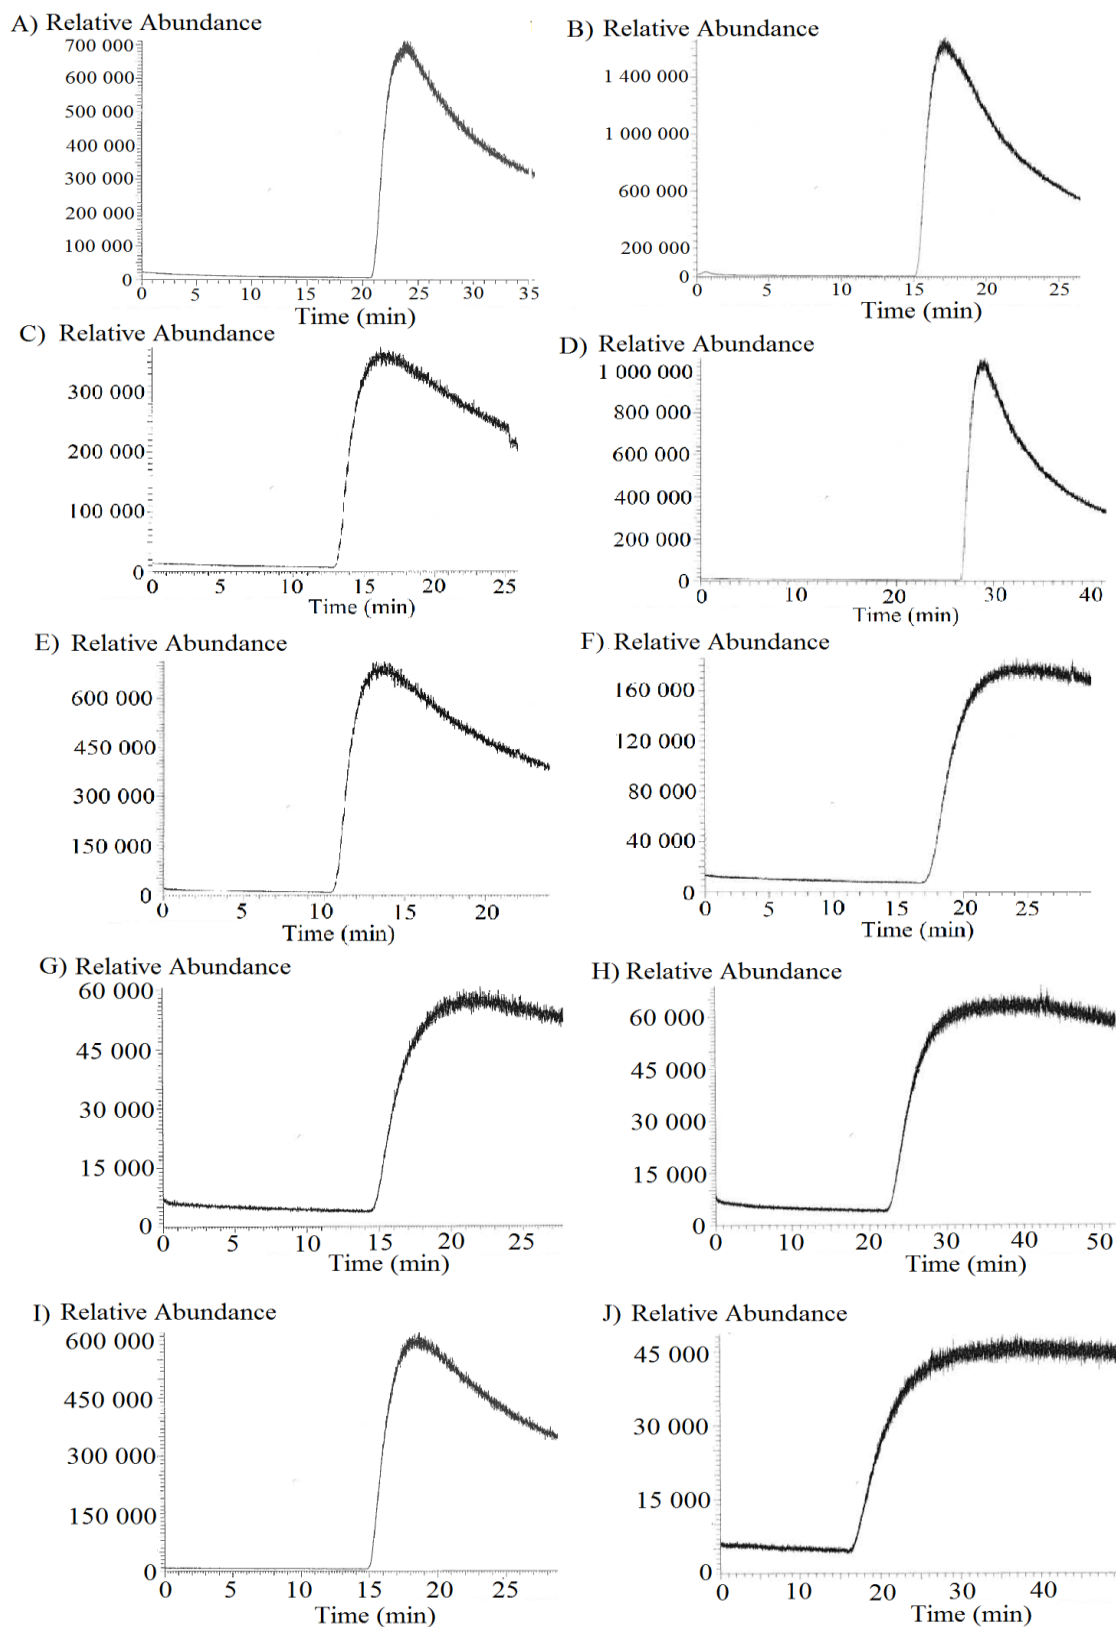 A) Relative Abundance
700 000
600 000
500 000
400 000
300 000
200 000
100 000
0
0 5 10 15 20 25 30 35
Time (min)
B) Relative Abundance
1 400 000
1 000 000
600 000
200 000
0
0 5 10 15 20 25
Time (min)
C) Relative Abundance
300 000
200 000
100 000
0
0 5 10 15 20 25
Time (min)
D) Relative Abundance
1 000 000
800 000
600 000
400 000
200 000
0
0 10 20 30 40
Time (min)
E) Relative Abundance
600 000
450 000
300 000
150 000
0
0 5 10 15 20
Time (min)
F) Relative Abundance
160 000
120 000
80 000
40 000
0
0 5 10 15 20 25
Time (min)
G) Relative Abundance
60 000
45 000
30 000
15 000
0
0 5 10 15 20 25
Time (min)
H) Relative Abundance
60 000
45 000
30 000
15 000
0
0 10 20 30 40 50
Time (min)
I) Relative Abundance
600 000
450 000
300 000
150 000
0
0 5 10 15 20 25
Time (min)
J) Relative Abundance
45 000
30 000
15 000
0
0 10 20 30 40
Time (min)